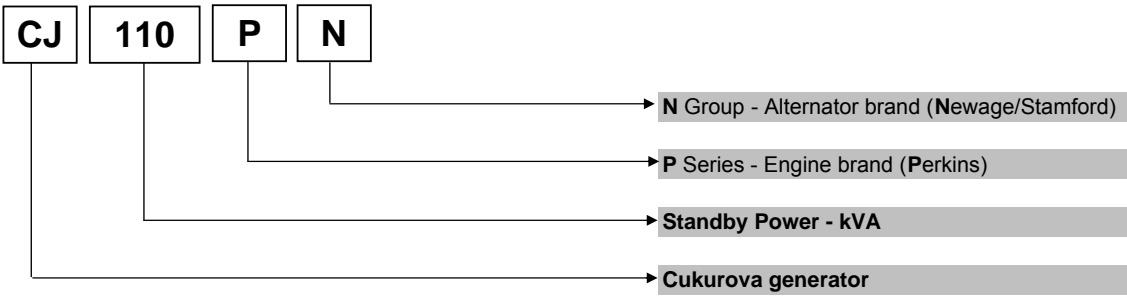 CJ 110 P N
N Group - Alternator brand (Newage/Stamford)
P Series - Engine brand (Perkins)
Standby Power - kVA
Cukurova generator